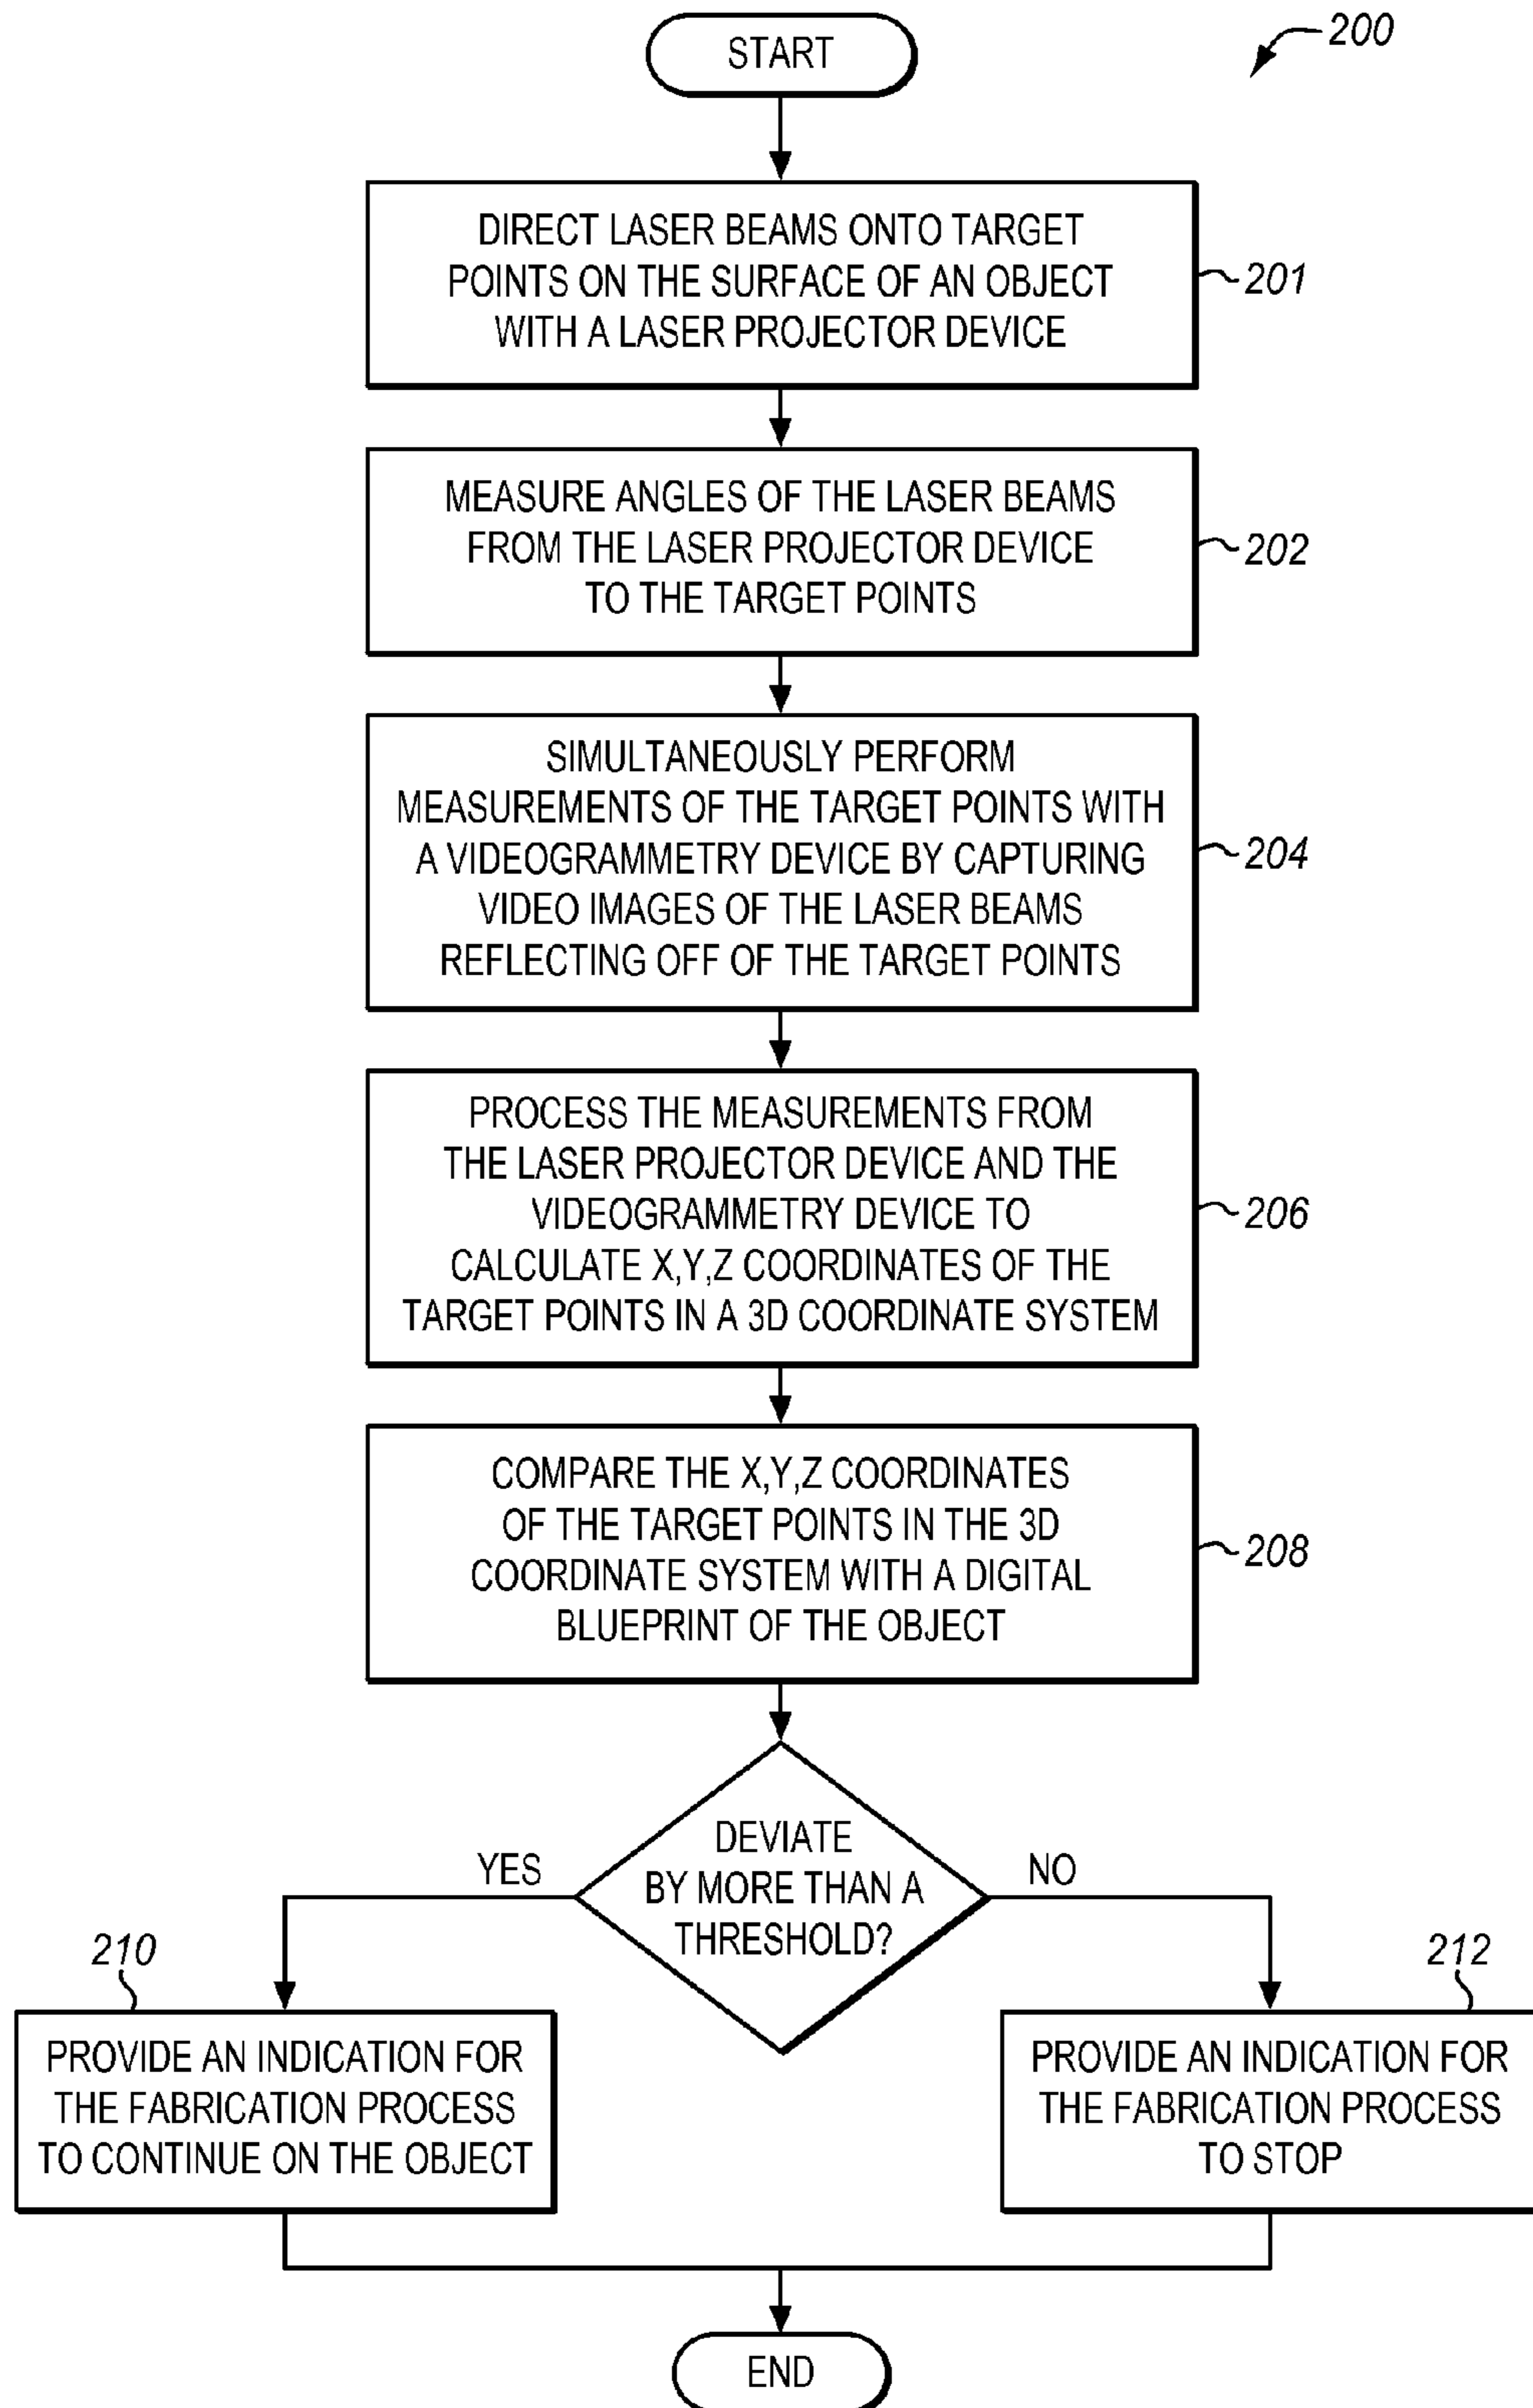 START
200
DIRECT LASER BEAMS ONTO TARGET
POINTS ON THE SURFACE OF AN OBJECT
WITH A LASER PROJECTOR DEVICE
201
MEASURE ANGLES OF THE LASER BEAMS
FROM THE LASER PROJECTOR DEVICE
TO THE TARGET POINTS
202
SIMULTANEOUSLY PERFORM
MEASUREMENTS OF THE TARGET POINTS WITH
A VIDEOGRAMMETRY DEVICE BY CAPTURING
VIDEO IMAGES OF THE LASER BEAMS
REFLECTING OFF OF THE TARGET POINTS
204
PROCESS THE MEASUREMENTS FROM
THE LASER PROJECTOR DEVICE AND THE
VIDEOGRAMMETRY DEVICE TO
CALCULATE X,Y,Z COORDINATES OF THE
TARGET POINTS IN A 3D COORDINATE SYSTEM
206
COMPARE THE X,Y,Z COORDINATES
OF THE TARGET POINTS IN THE 3D
COORDINATE SYSTEM WITH A DIGITAL
BLUEPRINT OF THE OBJECT
208
DEVIATE
BY MORE THAN A
THRESHOLD?
YES
NO
210
PROVIDE AN INDICATION FOR
THE FABRICATION PROCESS
TO CONTINUE ON THE OBJECT
212
PROVIDE AN INDICATION FOR
THE FABRICATION PROCESS
TO STOP
END